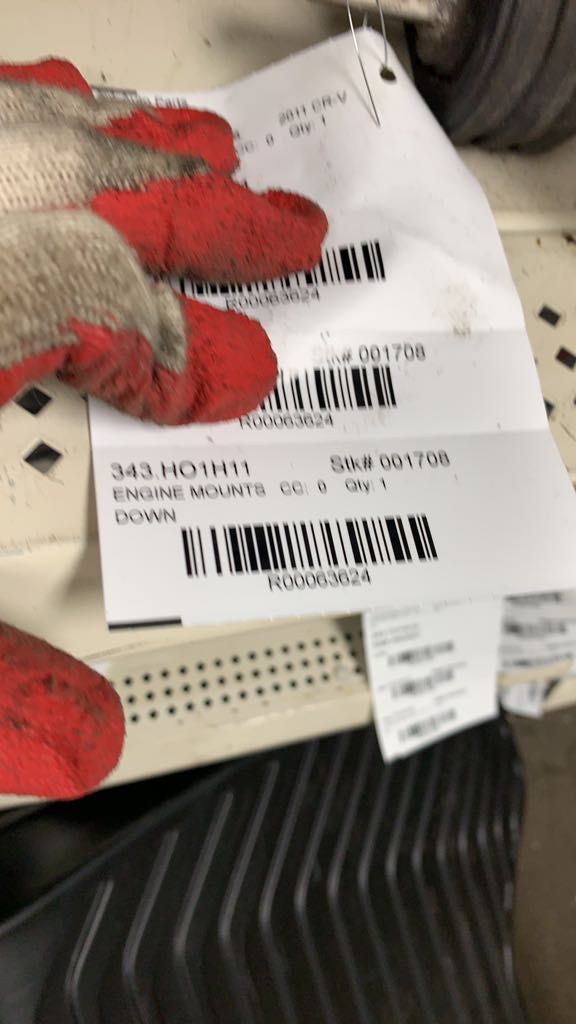 2011 CR-V
CC: 0 Qty: 1
R00063624
Stk# 001708
R00063624
343.HO1H11 Stk# 001708
ENGINE MOUNTS CC: 0 Qty: 1
DOWN
R00063624